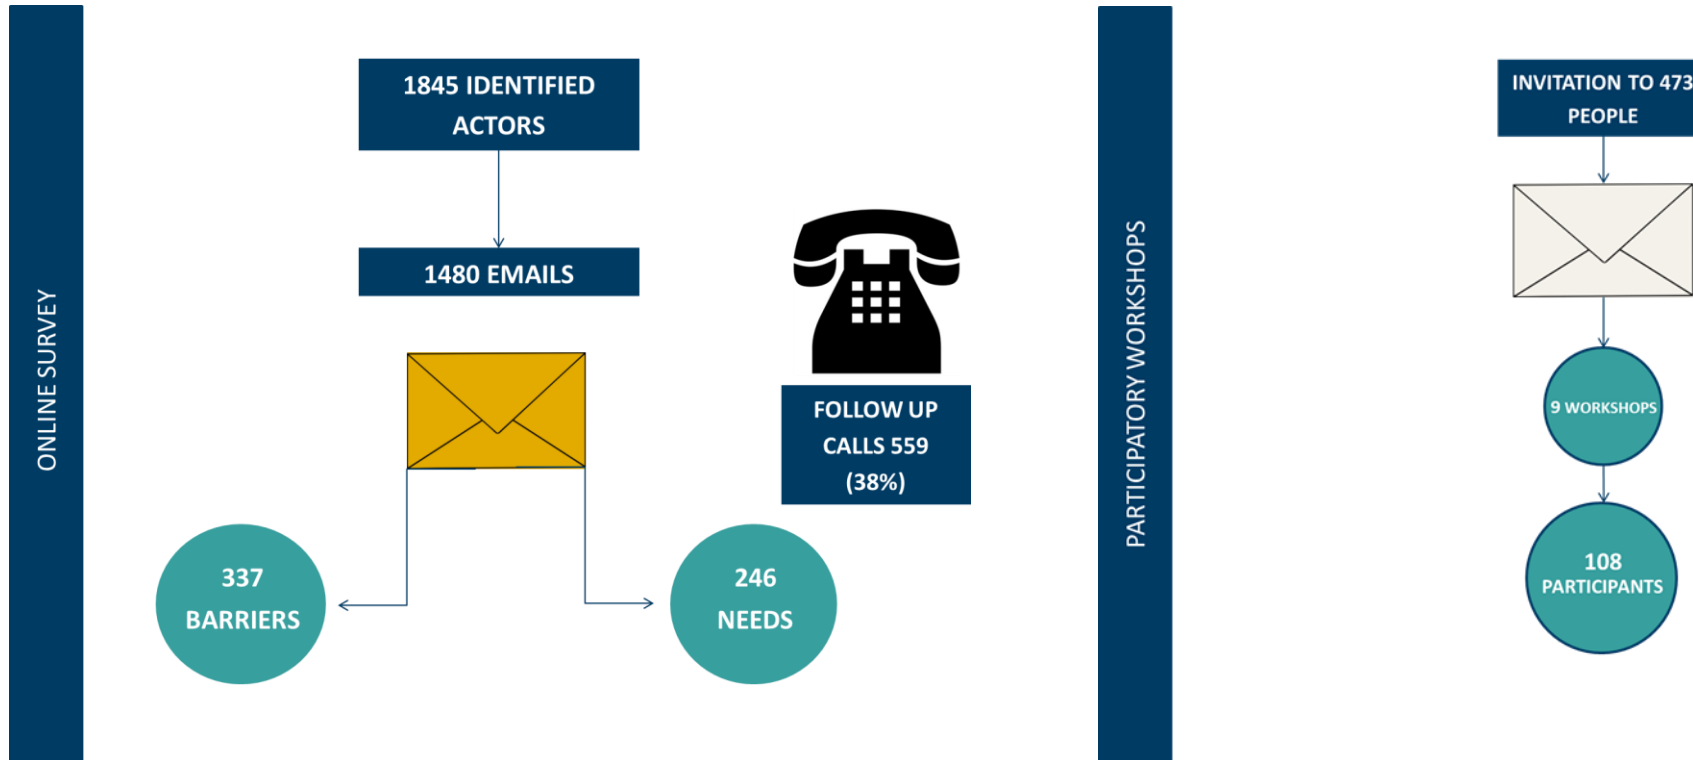 ONLINE SURVEY
1845 IDENTIFIED
ACTORS
1480 EMAILS
FOLLOW UP
CALLS 559
(38%)
337
BARRIERS
246
NEEDS
PARTICIPATORY WORKSHOPS
INVITATION TO 473
PEOPLE
9 WORKSHOPS
108
PARTICIPANTS